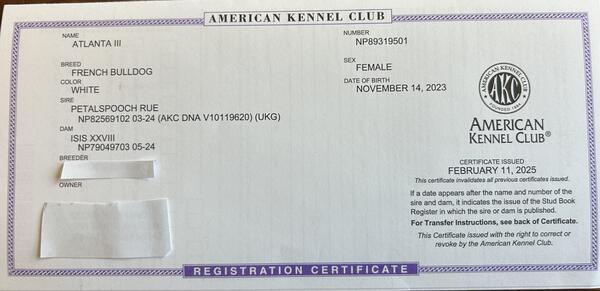 AMERICAN KENNEL CLUB
NAME
ATLANTA III
NUMBER
NP89319501
BREED
FRENCH BULLDOG
SEX
FEMALE
COLOR
WHITE
DATE OF BIRTH
NOVEMBER 14, 2023
SIRE
PETALSPOOCH RUE
NP82569102 03-24 (AKC DNA V10119620) (UKG)
DAM
ISIS XXVIII
NP79049703 05-24
BREEDER
OWNER
AMERICAN KENNEL CLUB
AKC
FOUNDED 1884
AMERICAN
KENNEL CLUB®
CERTIFICATE ISSUED
FEBRUARY 11, 2025
This certificate invalidates all previous certificates issued.
If a date appears after the name and number of the
sire and dam, it indicates the issue of the Stud Book
Register in which the sire or dam is published.
For Transfer Instructions, see back of Certificate.
This Certificate issued with the right to correct or
revoke by the American Kennel Club.
REGISTRATION CERTIFICATE